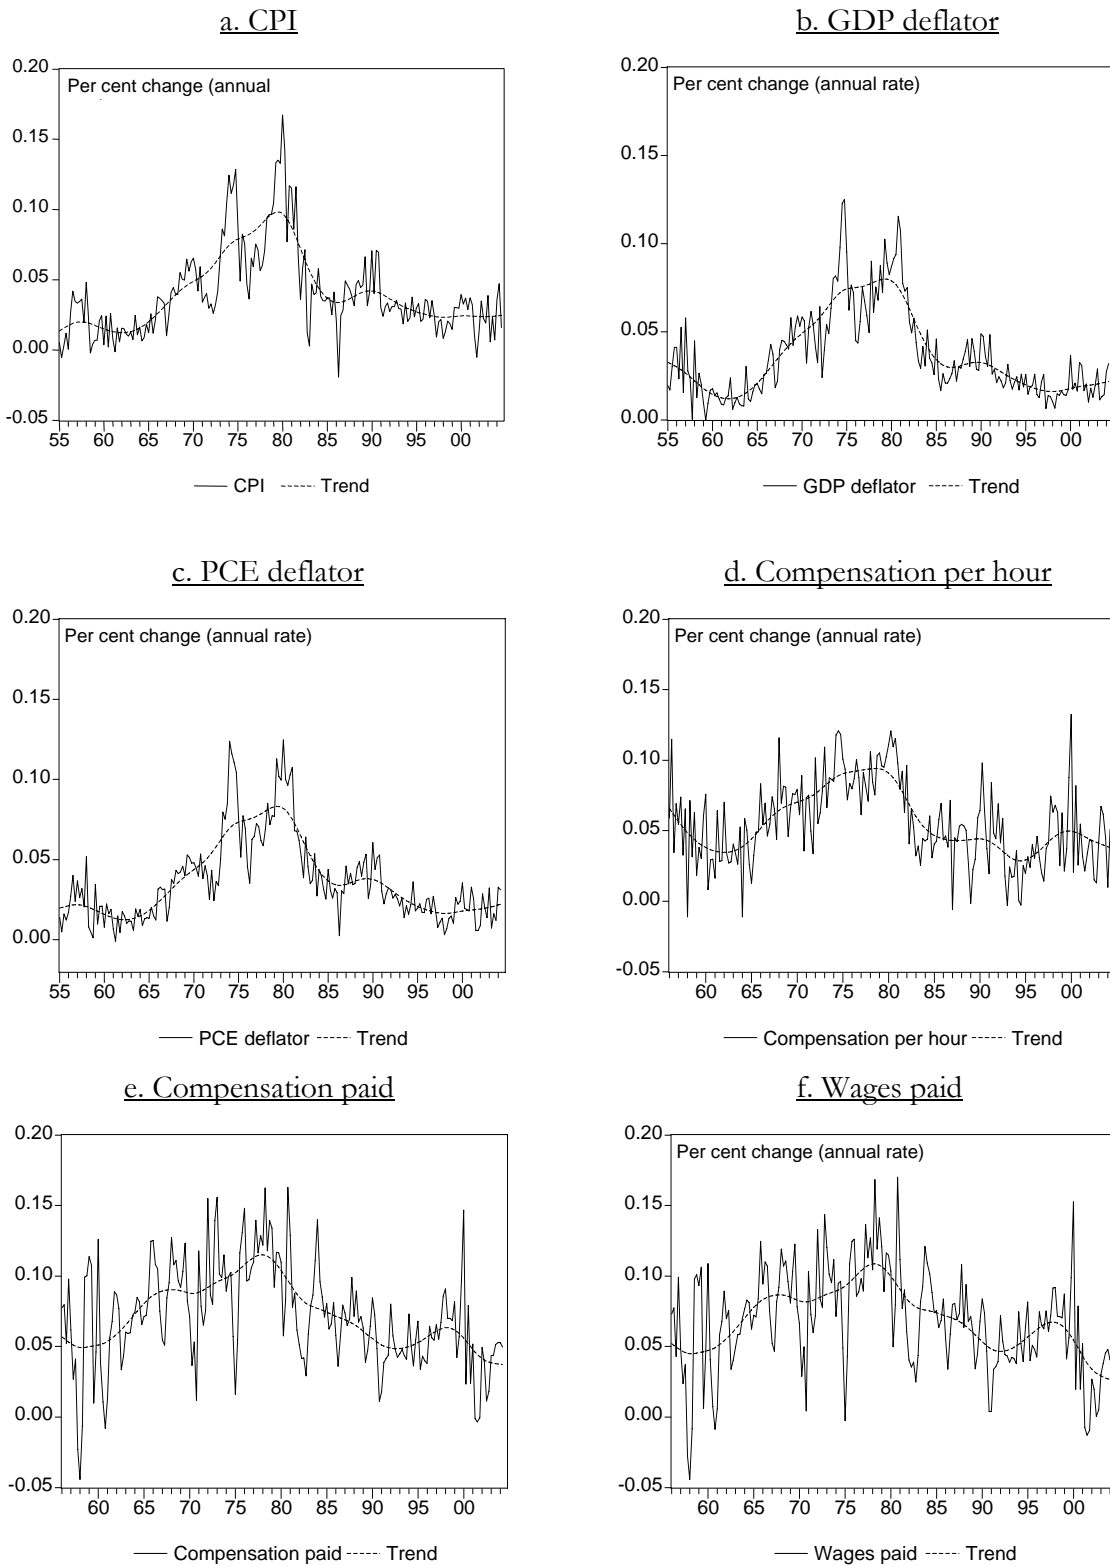 a. CPI
b. GDP deflator
Per cent change (annual
0.20
0.15
0.10
0.05
0.00
-0.05
55 60 65 70 75 80 85 90 95 00
CPI Trend
Per cent change (annual rate)
0.20
0.15
0.10
0.05
0.00
55 60 65 70 75 80 85 90 95 00
GDP deflator Trend
c. PCE deflator
d. Compensation per hour
Per cent change (annual rate)
0.20
0.15
0.10
0.05
0.00
55 60 65 70 75 80 85 90 95 00
PCE deflator Trend
Per cent change (annual rate)
0.20
0.15
0.10
0.05
0.00
-0.05
60 65 70 75 80 85 90 95 00
Compensation per hour Trend
e. Compensation paid
f. Wages paid
0.20
0.15
0.10
0.05
0.00
-0.05
60 65 70 75 80 85 90 95 00
Compensation paid Trend
Per cent change (annual rate)
0.20
0.15
0.10
0.05
0.00
-0.05
60 65 70 75 80 85 90 95 00
Wages paid Trend